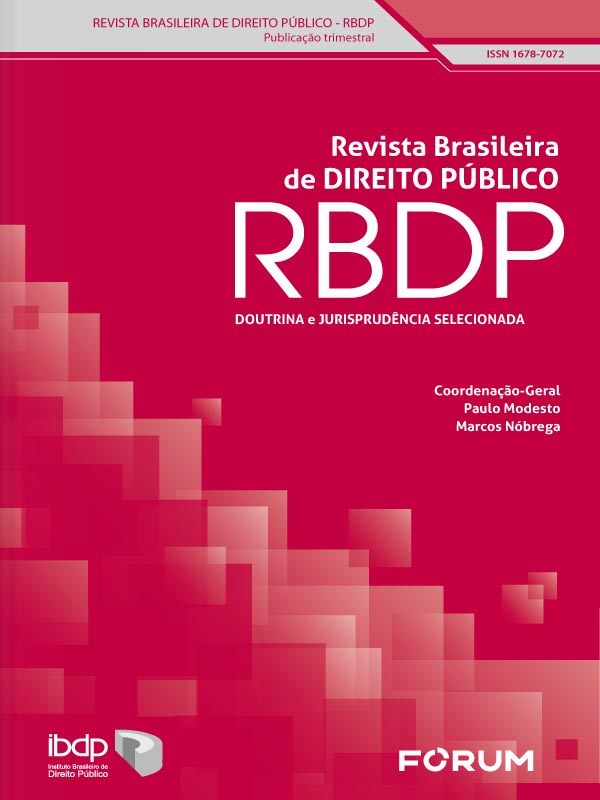 REVISTA BRASILEIRA DE DIREITO PÚBLICO - RBDP
Publicação trimestral
ISSN 1678-7072
Revista Brasileira
de DIREITO PÚBLICO
RBDP
DOUTRINA e JURISPRUDÊNCIA SELECIONADA
Coordenação-Geral
Paulo Modesto
Marcos Nóbrega
ibdp
Instituto Brasileiro de
Direito Público
FÓRUM